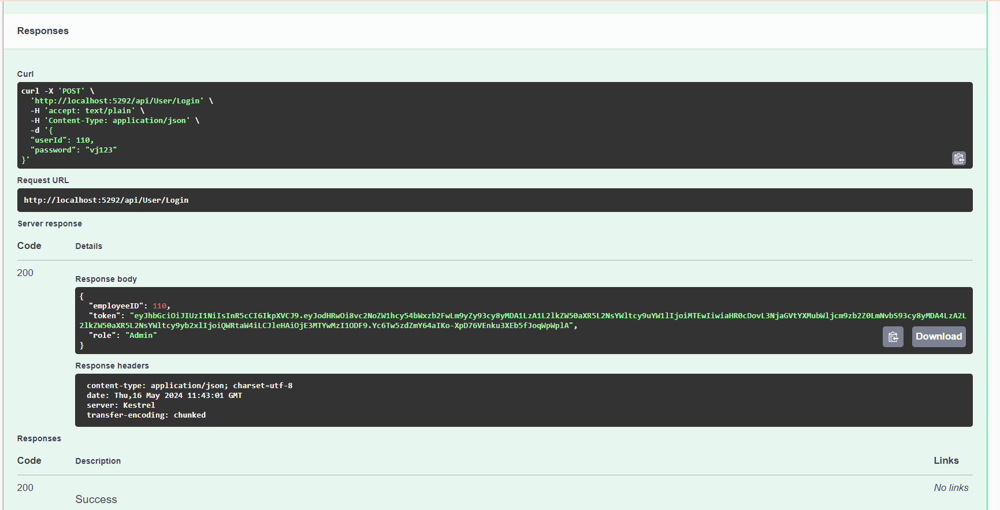 Responses
Curl
curl -X 'POST' \
  'http://localhost:5292/api/User/Login' \
  -H 'accept: text/plain' \
  -H 'Content-Type: application/json' \
  -d '{
  "userId": 110,
  "password": "vj123"
}'
Request URL
http://localhost:5292/api/User/Login
Server response
Code Details
200
Response body
{
  "employeeID": 110,
  "token": "eyJhbGciOiJIUzI1NiIsInR5cCI6IkpXVCJ9.eyJodHRwOi8vc2NoZW1hcy54bWxzb2FwLm9yZy93cy8yMDA1LzA1L2lkZW50aXR5L2NsYWltcy9uYW1lIjoiMTEwIiwiaHR0cDovL3NjaGVtYXMubWljcm9zb2Z0LmNvbS93cy8yMDA4LzA2L
2lkZW50aXR5L2NsYWltcy9yb2xlIjoiQWRtaW4iLCJleHAiOjE3MTYwMzI1ODF9.Yc6Tw5zdZmY64aIKo-XpD76VEnku3XEb5fJoqWpWplA",
  "role": "Admin"
}
Download
Response headers
content-type: application/json; charset=utf-8
date: Thu,16 May 2024 11:43:01 GMT
server: Kestrel
transfer-encoding: chunked
Responses
Code Description Links
200 No links
Success